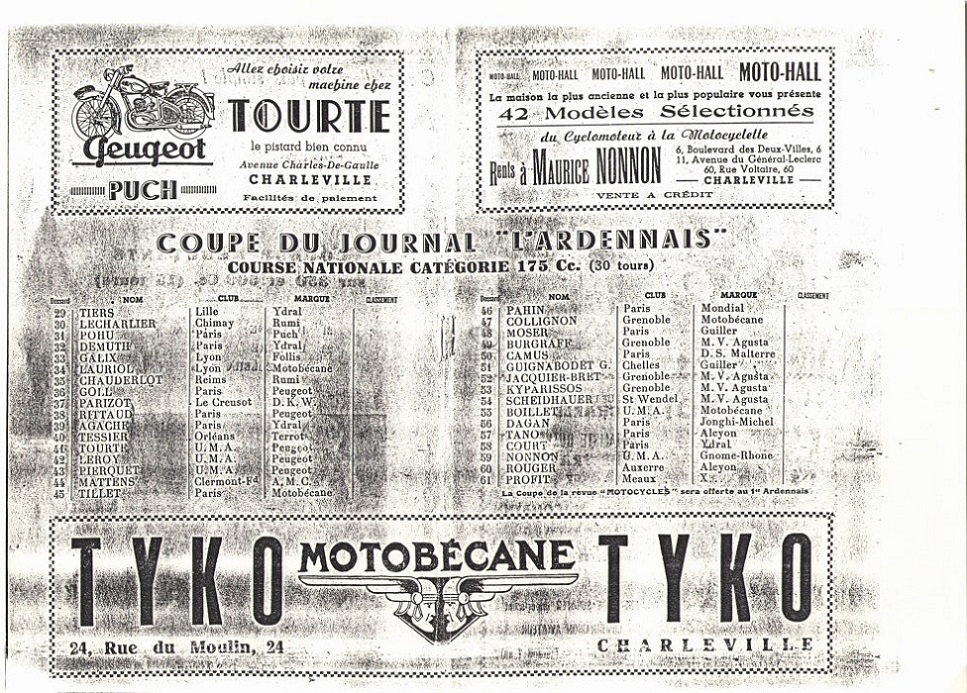 Allez choisir votre
machine chez
TOURTE
le pistard bien connu
Avenue Charles-De-Gaulle
CHARLEVILLE
Facilités de paiement
Peugeot
PUCH
MOTO-HALL MOTO-HALL MOTO-HALL MOTO-HALL MOTO-HALL
La maison la plus ancienne et la plus populaire vous présente
42 Modèles Sélectionnés
du Cyclomoteur à la Motocyclette
à MAURICE NONNON
6, Boulevard des Deux-Villes, 6
11, Avenue du Général-Leclerc
60, Rue Voltaire, 60
CHARLEVILLE
VENTE A CRÉDIT
COUPE DU JOURNAL "L'ARDENNAIS"
COURSE NATIONALE CATÉGORIE 175 Cc. (30 tours)
Dossard NOM CLUB MARQUE CLASSEMENT
29 TIERS Lille Ydral
30 LECHARLIER Chimay Rumi
31 POHU Paris Puch
32 DEMUTH Paris Ydral
33 GALIX Lyon Follis
34 LAURIOL Lyon Motobécane
35 CHAUDERLOT Reims Rumi
36 GOLL Paris Peugeot
37 PARIZOT Le Creusot D.K.W.
38 RITTAUD Paris Peugeot
39 AGACHE Paris Ydral
40 TESSIER Orléans Terrot
TOURTE U.M.A. Peugeot
42 LEROY U.M.A. Peugeot
43 PIERQUET U.M.A. Peugeot
44 MATTENS Clermont-Fd A.M.C.
45 TILLET Paris Motobécane
Dossard NOM CLUB MARQUE CLASSEMENT
46 PAHIN Paris Mondial
47 COLLIGNON Grenoble Motobécane
48 MOSER Paris Guiller
49 BURGRAFF Grenoble M.V. Agusta
50 CAMUS Paris D.S. Malterre
51 GUIGNABODET G. Chelles Guiller
52 JACQUIER-BRET Grenoble M.V. Agusta
53 KYPARISSOS Grenoble M.V. Agusta
54 SCHEIDHAUER St Wendel M.V. Agusta
55 BOILLET U.M.A. Motobécane
56 DAGAN Paris Jonghi-Michel
57 TANO Paris Alcyon
58 COURT Paris Ydral
59 NONNON U.M.A. Gnome-Rhone
60 ROUGER Auxerre Alcyon
61 PROFIT Meaux X
La Coupe de la revue "MOTOCYCLES" sera offerte au 1er Ardennais
TYKO MOTOBÉCANE TYKO
24, Rue du Moulin, 24
CHARLEVILLE